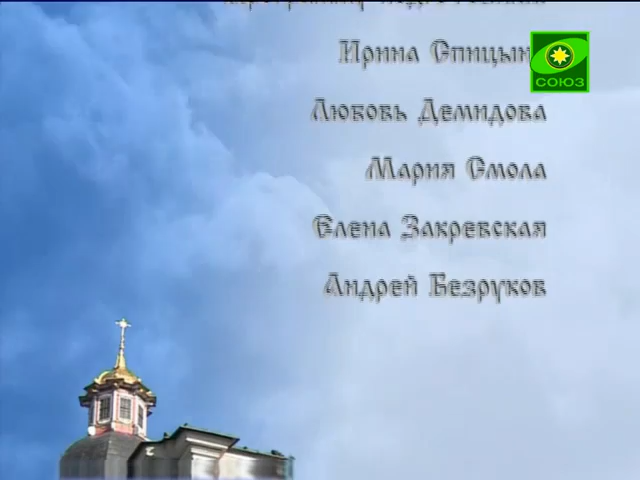 Ирина Спицын
СОЮЗ
Любовь Демидова
Мария Смола
Елена Закревская
Андрей Безруков